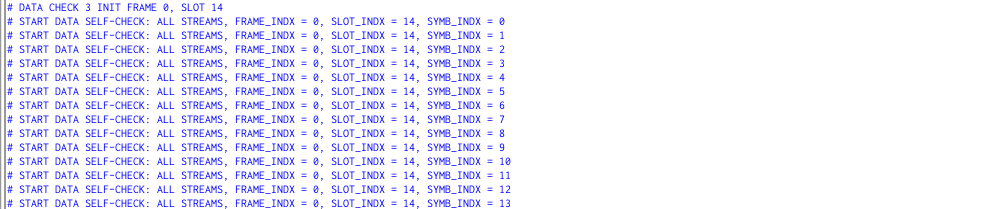 # DATA CHECK 3 INIT FRAME 0, SLOT 14
# START DATA SELF-CHECK: ALL STREAMS, FRAME_INDX = 0, SLOT_INDX = 14, SYMB_INDX = 0
# START DATA SELF-CHECK: ALL STREAMS, FRAME_INDX = 0, SLOT_INDX = 14, SYMB_INDX = 1
# START DATA SELF-CHECK: ALL STREAMS, FRAME_INDX = 0, SLOT_INDX = 14, SYMB_INDX = 2
# START DATA SELF-CHECK: ALL STREAMS, FRAME_INDX = 0, SLOT_INDX = 14, SYMB_INDX = 3
# START DATA SELF-CHECK: ALL STREAMS, FRAME_INDX = 0, SLOT_INDX = 14, SYMB_INDX = 4
# START DATA SELF-CHECK: ALL STREAMS, FRAME_INDX = 0, SLOT_INDX = 14, SYMB_INDX = 5
# START DATA SELF-CHECK: ALL STREAMS, FRAME_INDX = 0, SLOT_INDX = 14, SYMB_INDX = 6
# START DATA SELF-CHECK: ALL STREAMS, FRAME_INDX = 0, SLOT_INDX = 14, SYMB_INDX = 7
# START DATA SELF-CHECK: ALL STREAMS, FRAME_INDX = 0, SLOT_INDX = 14, SYMB_INDX = 8
# START DATA SELF-CHECK: ALL STREAMS, FRAME_INDX = 0, SLOT_INDX = 14, SYMB_INDX = 9
# START DATA SELF-CHECK: ALL STREAMS, FRAME_INDX = 0, SLOT_INDX = 14, SYMB_INDX = 10
# START DATA SELF-CHECK: ALL STREAMS, FRAME_INDX = 0, SLOT_INDX = 14, SYMB_INDX = 11
# START DATA SELF-CHECK: ALL STREAMS, FRAME_INDX = 0, SLOT_INDX = 14, SYMB_INDX = 12
# START DATA SELF-CHECK: ALL STREAMS, FRAME_INDX = 0, SLOT_INDX = 14, SYMB_INDX = 13